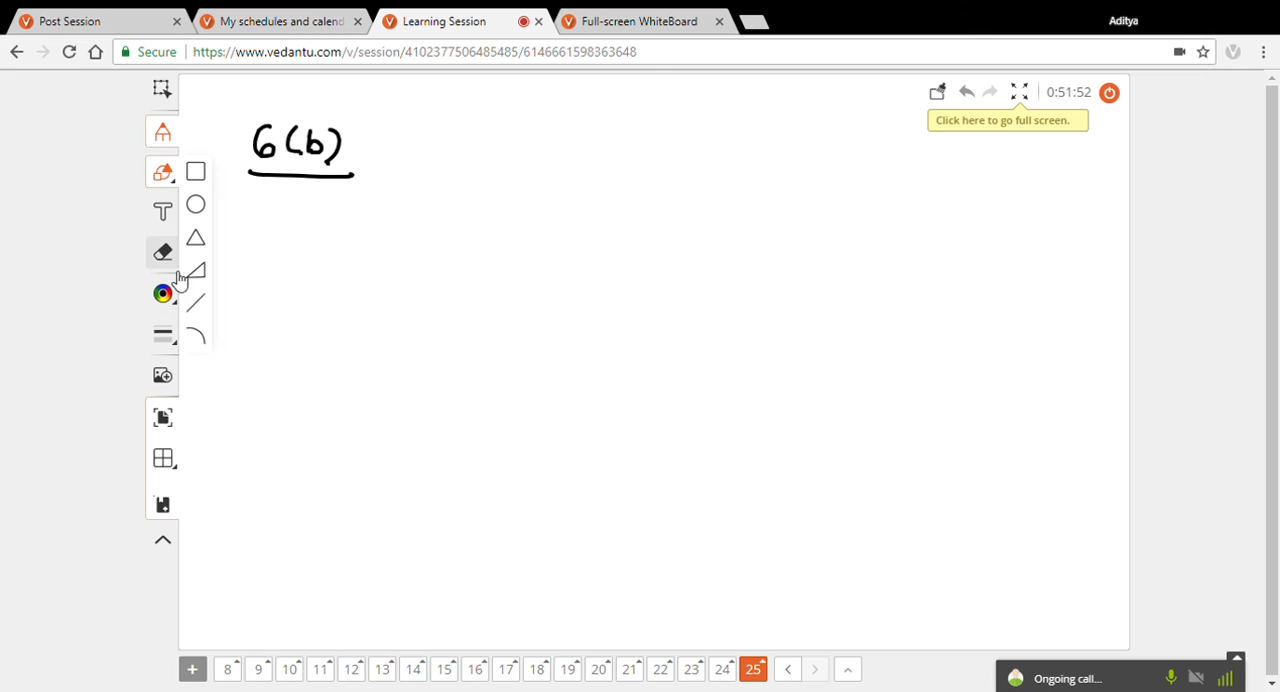 Post Session My schedules and calend Learning Session Full-screen WhiteBoard Aditya
Secure https://www.vedantu.com/v/session/4102377506485485/6146661598363648
0:51:52
Click here to go full screen.
6(b)
8 9 10 11 12 13 14 15 16 17 18 19 20 21 22 23 24 25
Ongoing call...